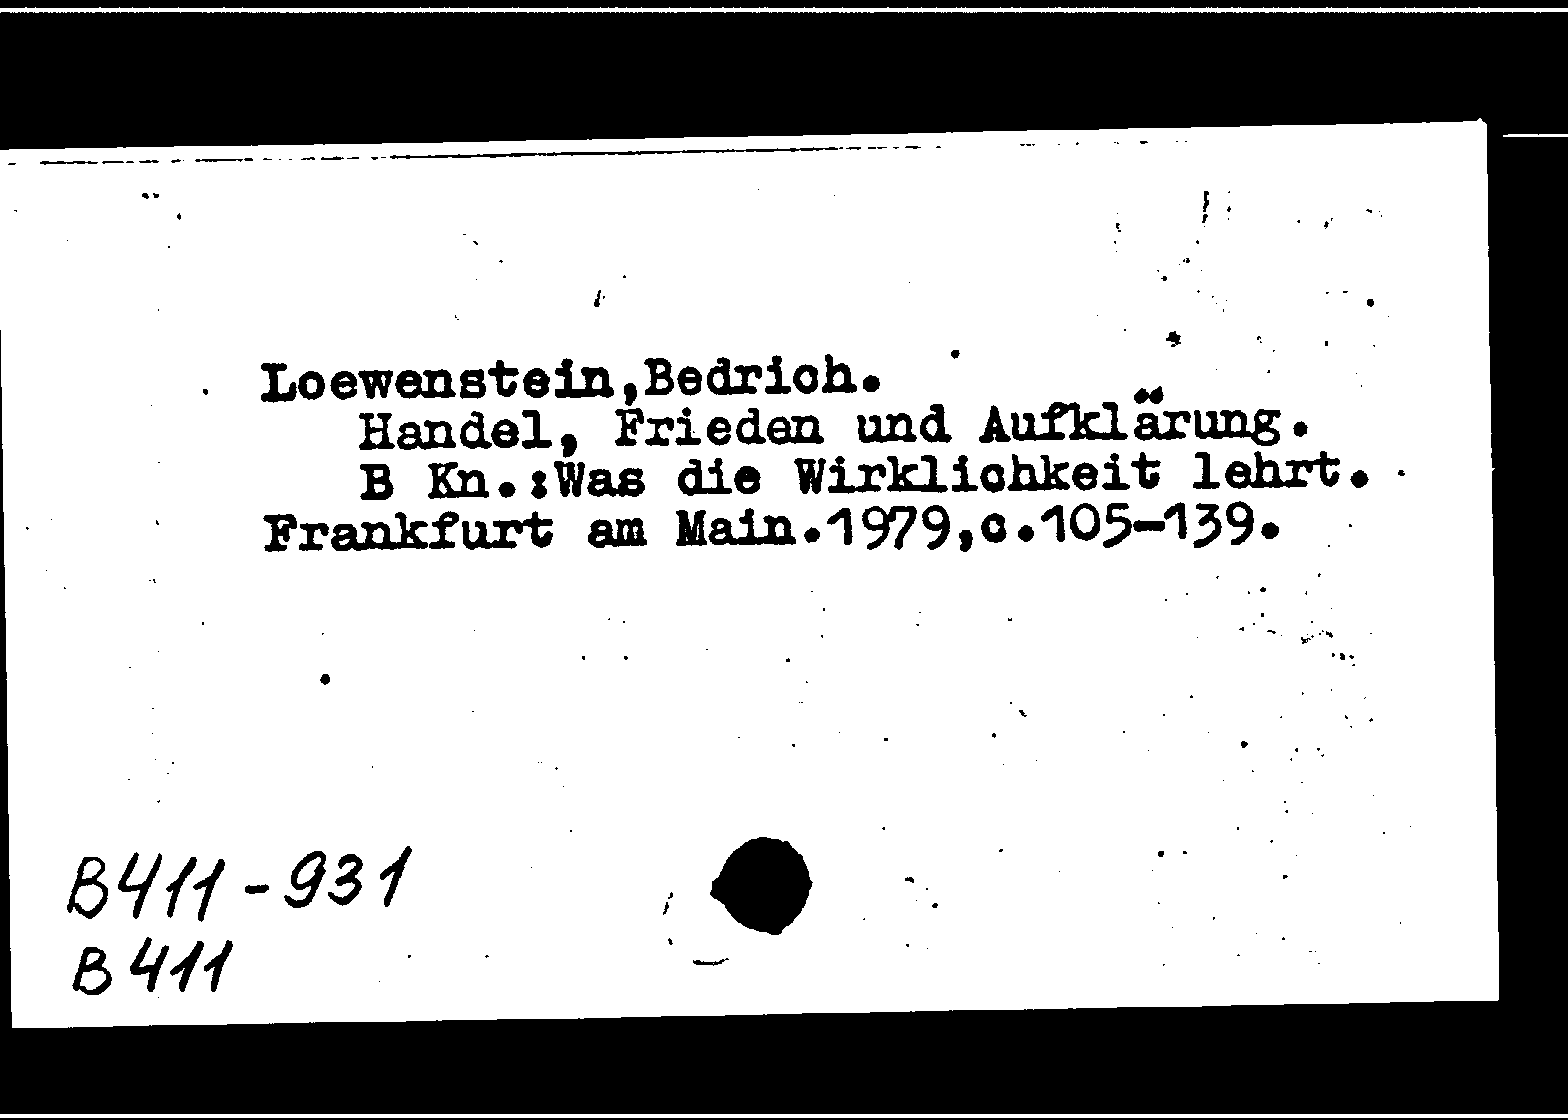 Loewenstein,Bedrich.
Handel, Frieden und Aufklärung.
В Кн.:Was die Wirklichkeit lehrt.
Frankfurt am Main.1979,с.105-139.
B411-931
B411